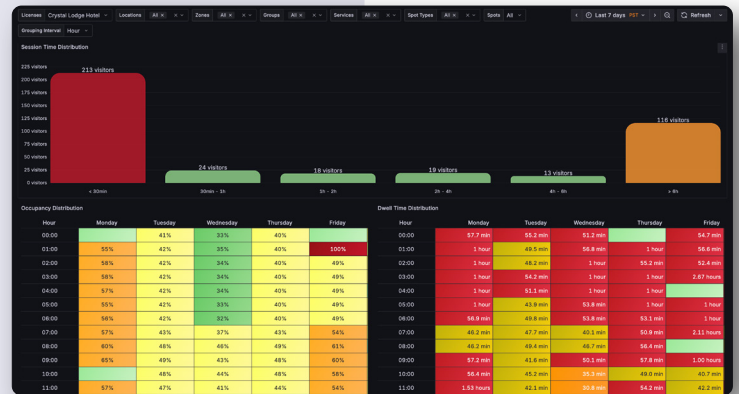 Licenses Crystal Lodge Hotel Locations All × Zones All × Groups All × Services All × Spot Types All × Spots All Last 7 days PST Refresh
Grouping Interval Hour
Session Time Distribution
225 visitors
200 visitors
175 visitors
150 visitors
125 visitors
100 visitors
75 visitors
50 visitors
25 visitors
0 visitors
213 visitors
24 visitors
18 visitors
19 visitors
13 visitors
116 visitors
< 30min 30min - 1h 1h - 2h 2h - 4h 4h - 6h > 6h
Occupancy Distribution
Hour Monday Tuesday Wednesday Thursday Friday
00:00 41% 33% 40%
01:00 55% 42% 35% 40% 100%
02:00 56% 42% 34% 40% 49%
03:00 56% 42% 34% 40% 49%
04:00 57% 42% 34% 40% 49%
05:00 55% 42% 33% 40% 49%
06:00 56% 42% 32% 40% 49%
07:00 57% 43% 37% 43% 54%
08:00 60% 48% 46% 49% 61%
09:00 65% 49% 43% 48% 60%
10:00 48% 44% 48% 56%
11:00 57% 47% 41% 44% 54%
Dwell Time Distribution
Hour Monday Tuesday Wednesday Thursday Friday
00:00 57.7 min 55.2 min 51.2 min 54.7 min
01:00 1 hour 49.5 min 56.8 min 1 hour 56.6 min
02:00 1 hour 46.2 min 1 hour 55.2 min 52.4 min
03:00 1 hour 54.2 min 1 hour 1 hour 2.67 hours
04:00 1 hour 51.1 min 1 hour 1 hour
05:00 1 hour 43.9 min 53.8 min 1 hour 1 hour
06:00 56.9 min 49.8 min 53.8 min 53.1 min 1 hour
07:00 46.2 min 47.7 min 40.1 min 50.9 min 2.11 hours
08:00 46.2 min 49.4 min 48.7 min 56.4 min
09:00 57.2 min 41.6 min 50.1 min 57.8 min 1.00 hours
10:00 56.4 min 45.2 min 35.3 min 49.0 min 40.7 min
11:00 1.53 hours 42.1 min 30.8 min 54.2 min 42.2 min